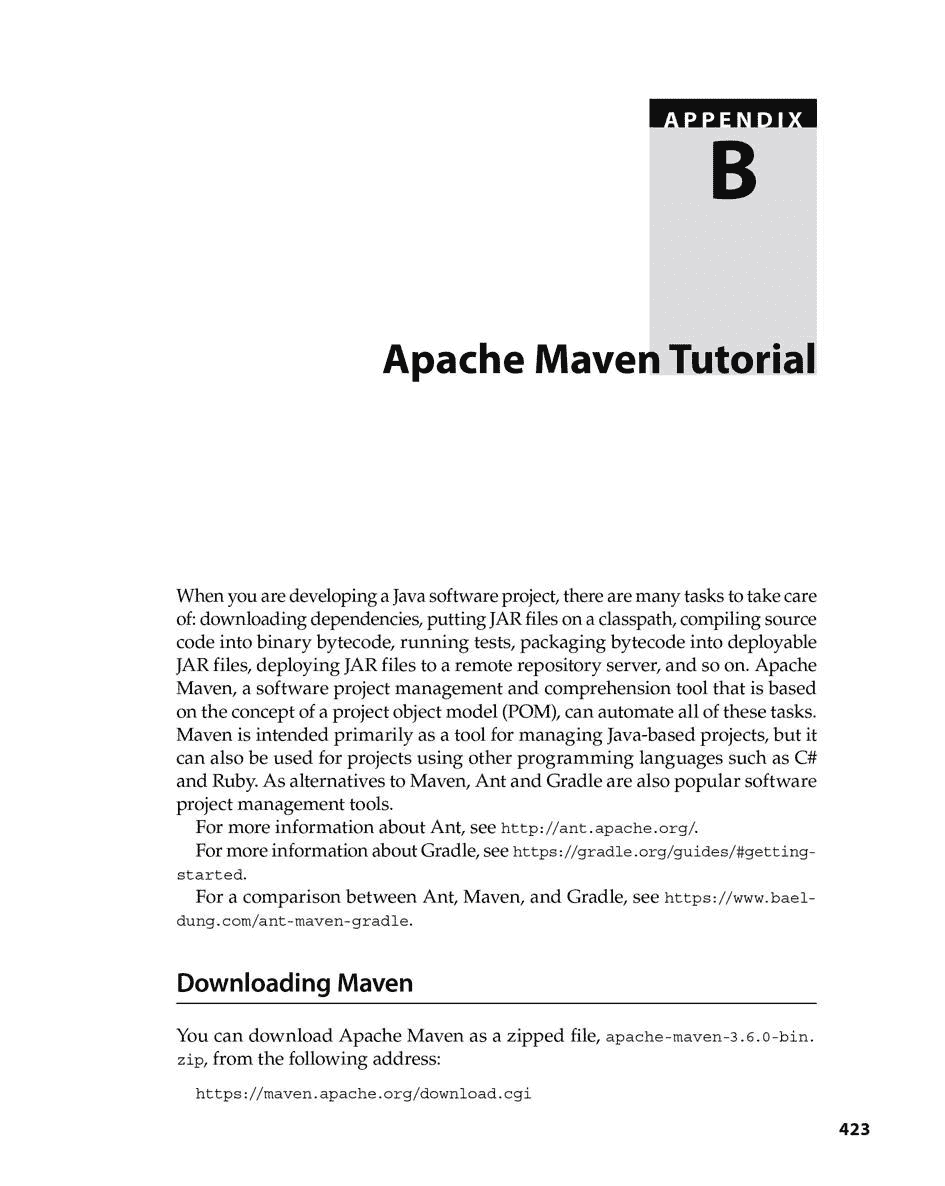 APPENDIX
B
Apache Maven Tutorial
When you are developing a Java software project, there are many tasks to take care
of: downloading dependencies, putting JAR files on a classpath, compiling source
code into binary bytecode, running tests, packaging bytecode into deployable
JAR files, deploying JAR files to a remote repository server, and so on. Apache
Maven, a software project management and comprehension tool that is based
on the concept of a project object model (POM), can automate all of these tasks.
Maven is intended primarily as a tool for managing Java-based projects, but it
can also be used for projects using other programming languages such as C#
and Ruby. As alternatives to Maven, Ant and Gradle are also popular software
project management tools.
For more information about Ant, see http://ant.apache.org/.
For more information about Gradle, see https://gradle.org/guides/#getting-
started.
For a comparison between Ant, Maven, and Gradle, see https://www.bael-
dung.com/ant-maven-gradle.
Downloading Maven
You can download Apache Maven as a zipped file, apache-maven-3.6.0-bin.
zip, from the following address:
https://maven.apache.org/download.cgi
423